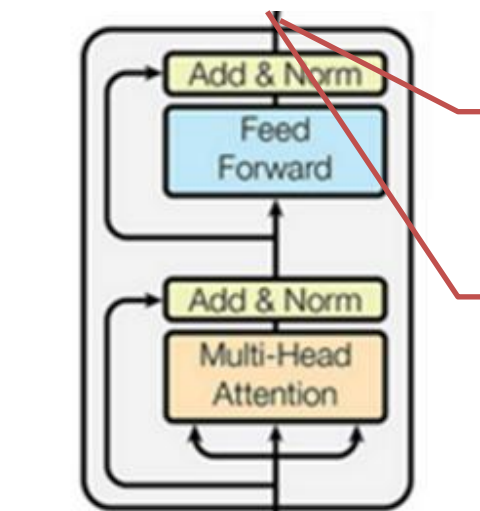 Add & Norm
Feed
Forward
Add & Norm
Multi-Head
Attention